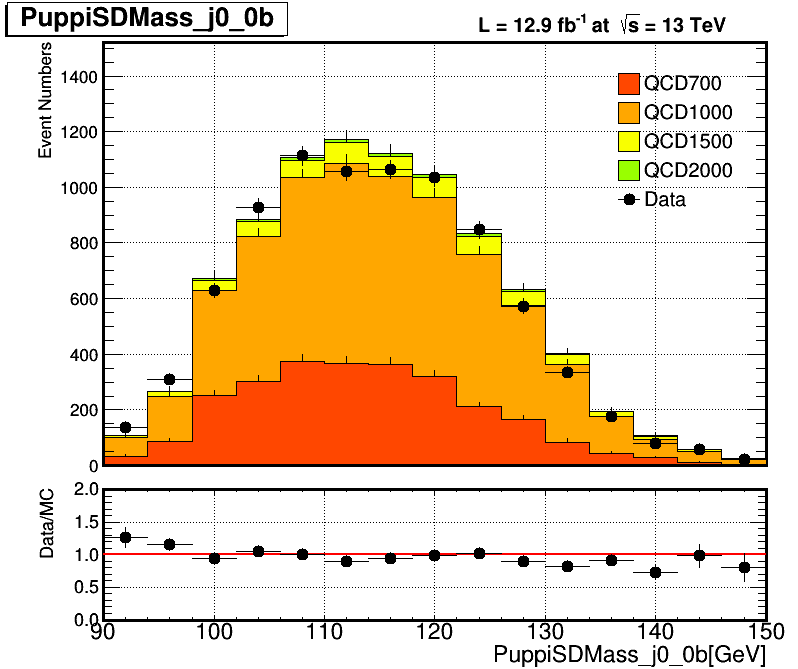 PuppiSDMass_j0_0b
L = 12.9 fb-1 at √s = 13 TeV
Event Numbers
1400
1200
1000
800
600
400
200
0
QCD700
QCD1000
QCD1500
QCD2000
Data
Data/MC
2.0
1.5
1.0
0.5
0.0
90 100 110 120 130 140 150
PuppiSDMass_j0_0b[GeV]